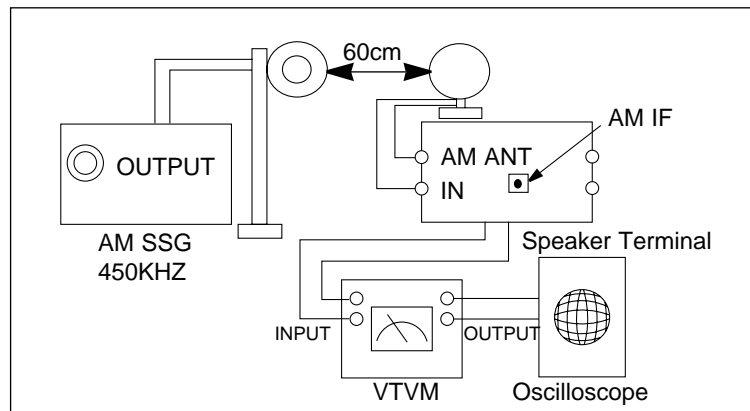 60cm
AM IF
OUTPUT
AM ANT
IN
AM SSG
450KHZ
Speaker Terminal
INPUT
OUTPUT
VTVM
Oscilloscope